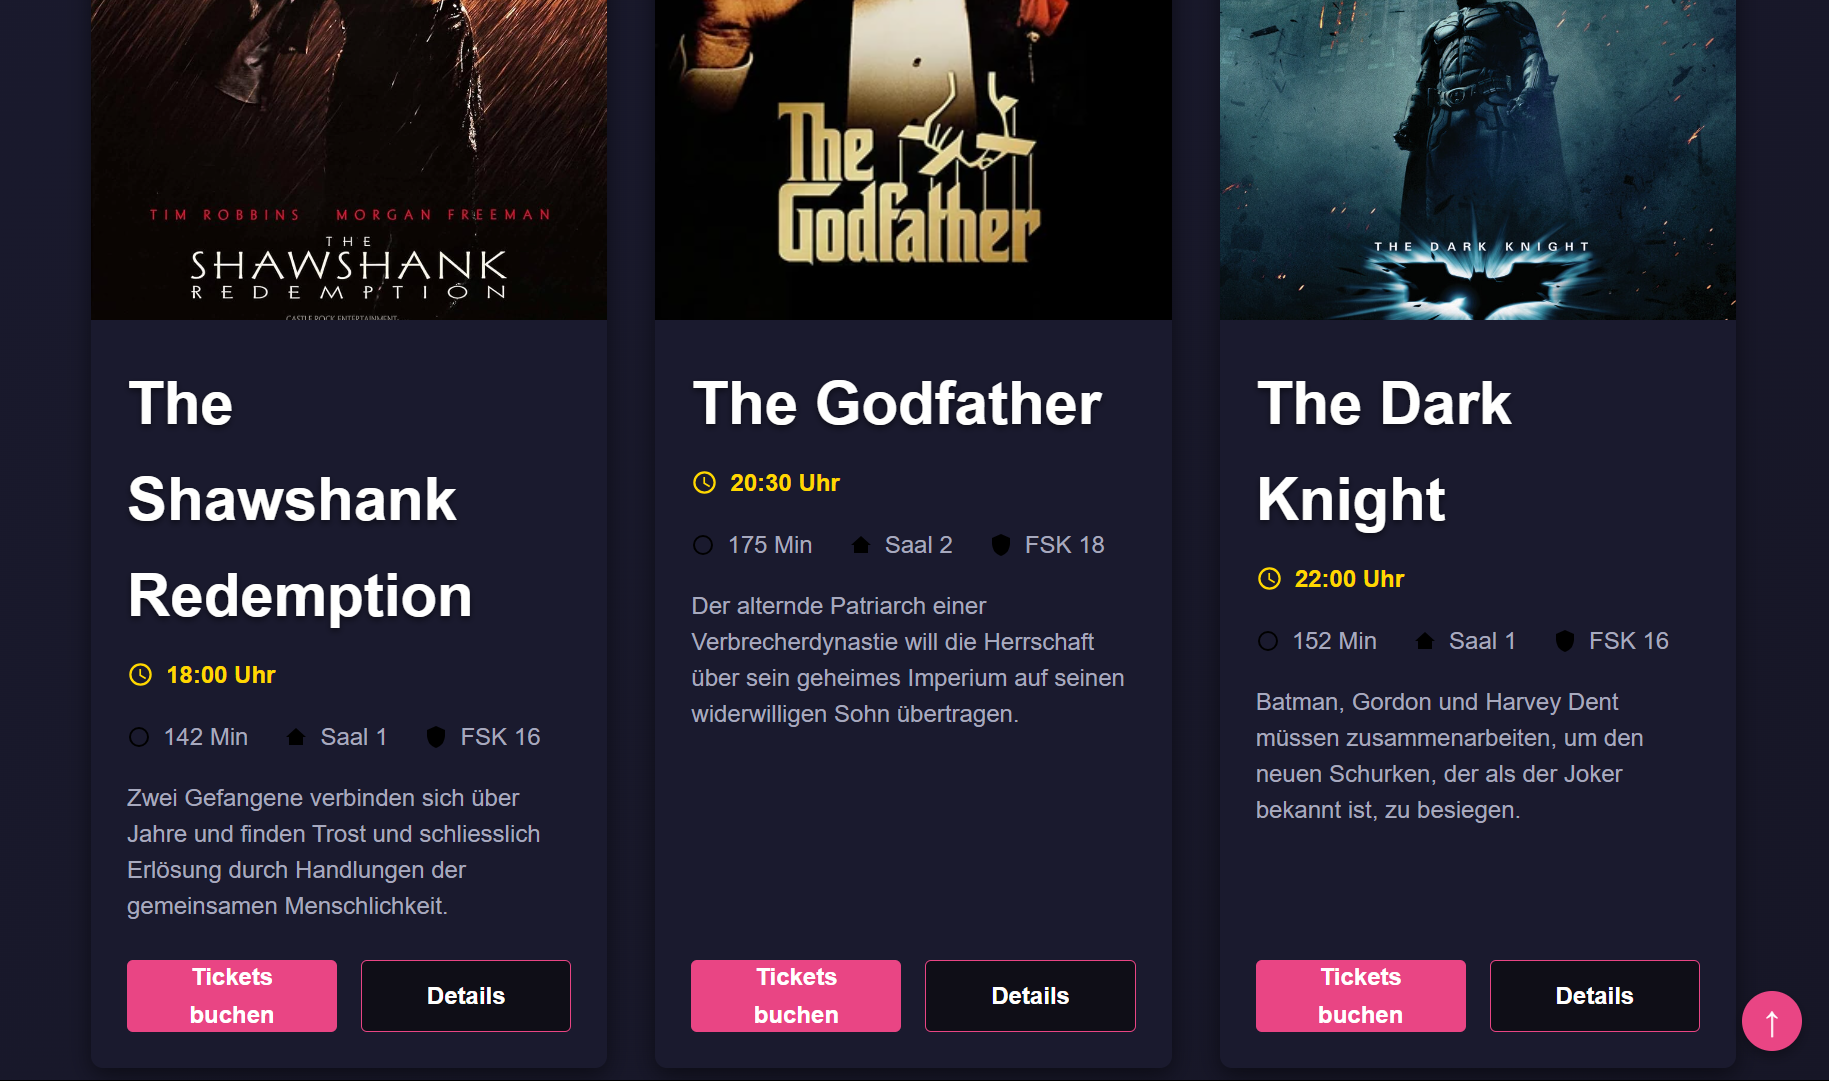 TIM ROBBINS MORGAN FREEMAN
THE
SHAWSHANK
REDEMPTION
CASTLE ROCK ENTERTAINMENT
The
Shawshank
Redemption
18:00 Uhr
142 Min Saal 1 FSK 16
Zwei Gefangene verbinden sich über
Jahre und finden Trost und schliesslich
Erlösung durch Handlungen der
gemeinsamen Menschlichkeit.
Tickets
buchen
Details
The
Godfather
The Godfather
20:30 Uhr
175 Min Saal 2 FSK 18
Der alternde Patriarch einer
Verbrecherdynastie will die Herrschaft
über sein geheimes Imperium auf seinen
widerwilligen Sohn übertragen.
Tickets
buchen
Details
THE DARK KNIGHT
The Dark
Knight
22:00 Uhr
152 Min Saal 1 FSK 16
Batman, Gordon und Harvey Dent
müssen zusammenarbeiten, um den
neuen Schurken, der als der Joker
bekannt ist, zu besiegen.
Tickets
buchen
Details
↑